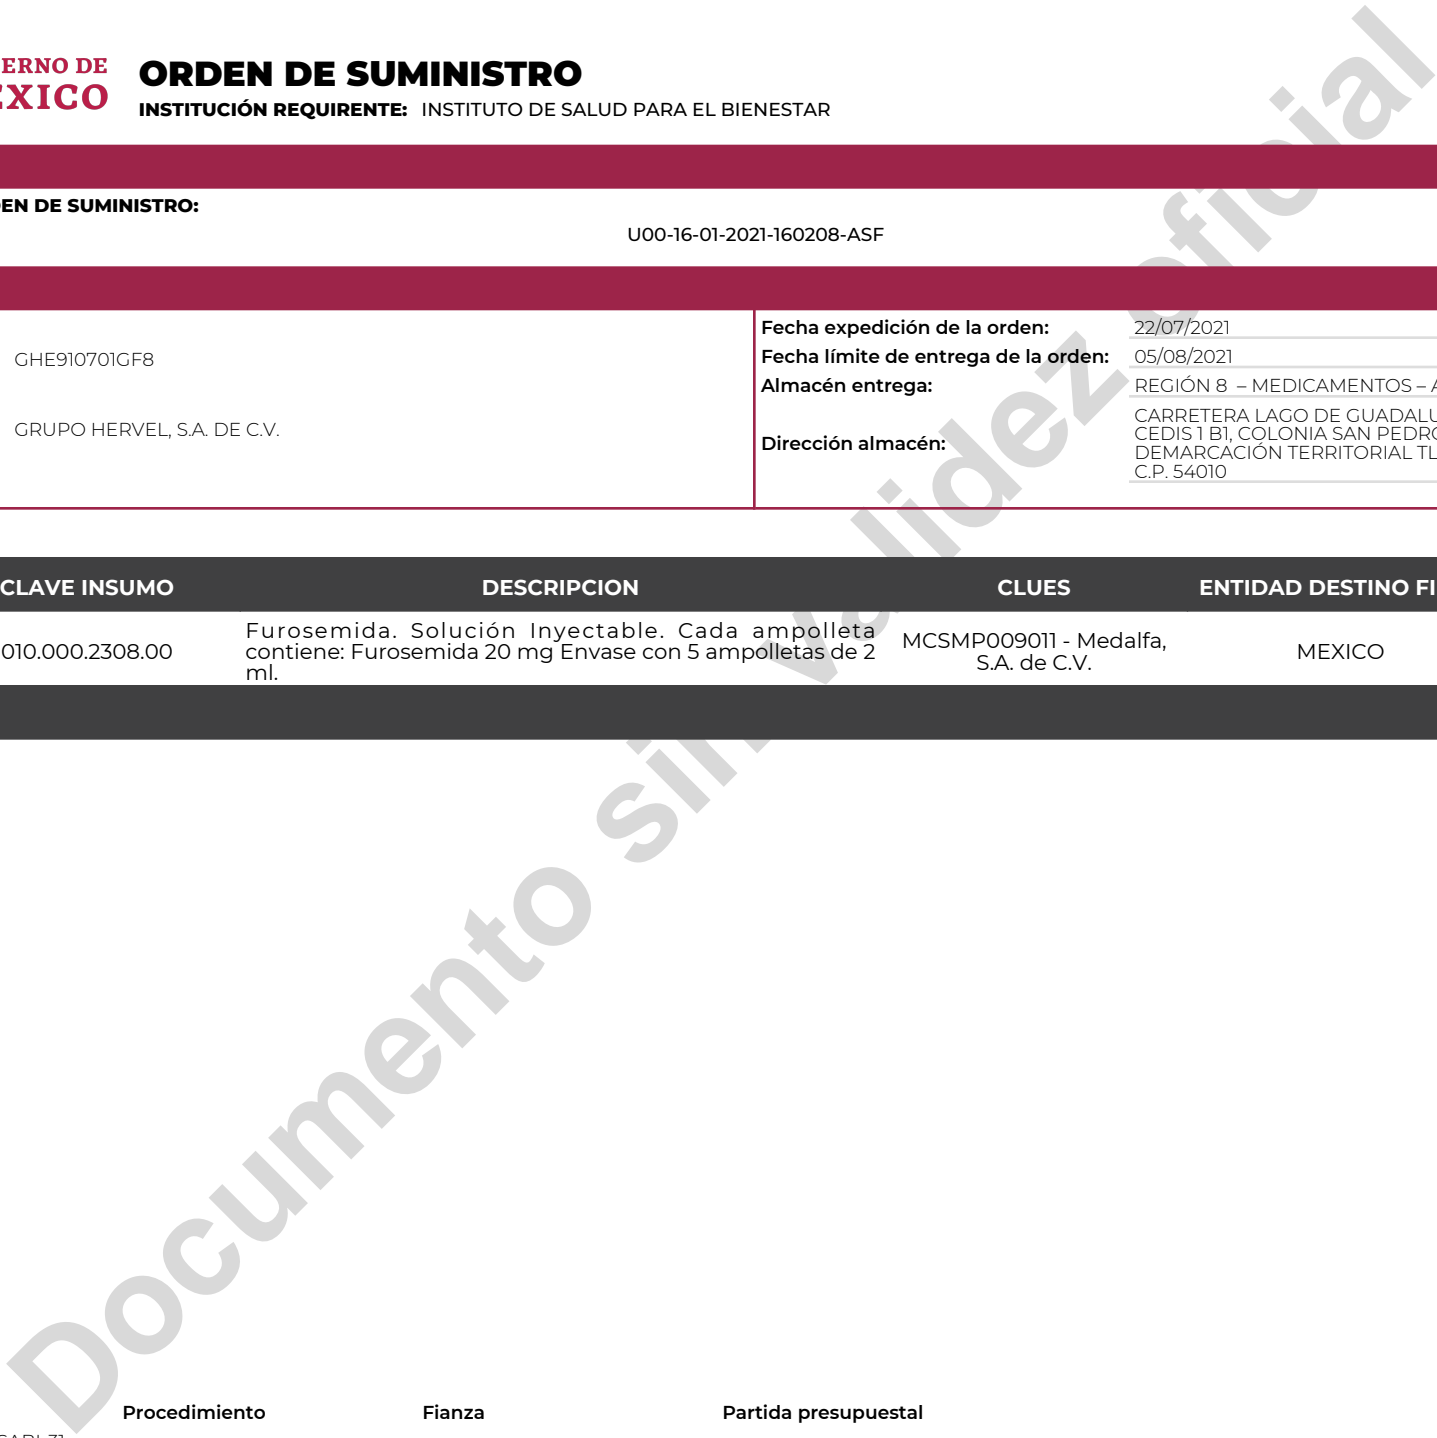 ERNO DE
ORDEN DE SUMINISTRO
XICO
INSTITUCIÓN REQUIRENTE: INSTITUTO DE SALUD PARA EL BIENESTAR
EN DE SUMINISTRO:
U00-16-01-2021-160208-ASF
GHE910701GF8
GRUPO HERVEL, S.A. DE C.V.
Fecha expedición de la orden: 22/07/2021
Fecha límite de entrega de la orden: 05/08/2021
Almacén entrega: REGIÓN 8 – MEDICAMENTOS – A
Dirección almacén:
CARRETERA LAGO DE GUADALU
CEDIS 1 B1, COLONIA SAN PEDRO
DEMARCACIÓN TERRITORIAL TL
C.P. 54010
CLAVE INSUMO DESCRIPCION CLUES ENTIDAD DESTINO FI
010.000.2308.00
Furosemida. Solución Inyectable. Cada ampolleta
contiene: Furosemida 20 mg Envase con 5 ampolletas de 2
ml.
MCSMP009011 - Medalfa,
S.A. de C.V.
MEXICO
Documento sin validez oficial
Procedimiento Fianza Partida presupuestal